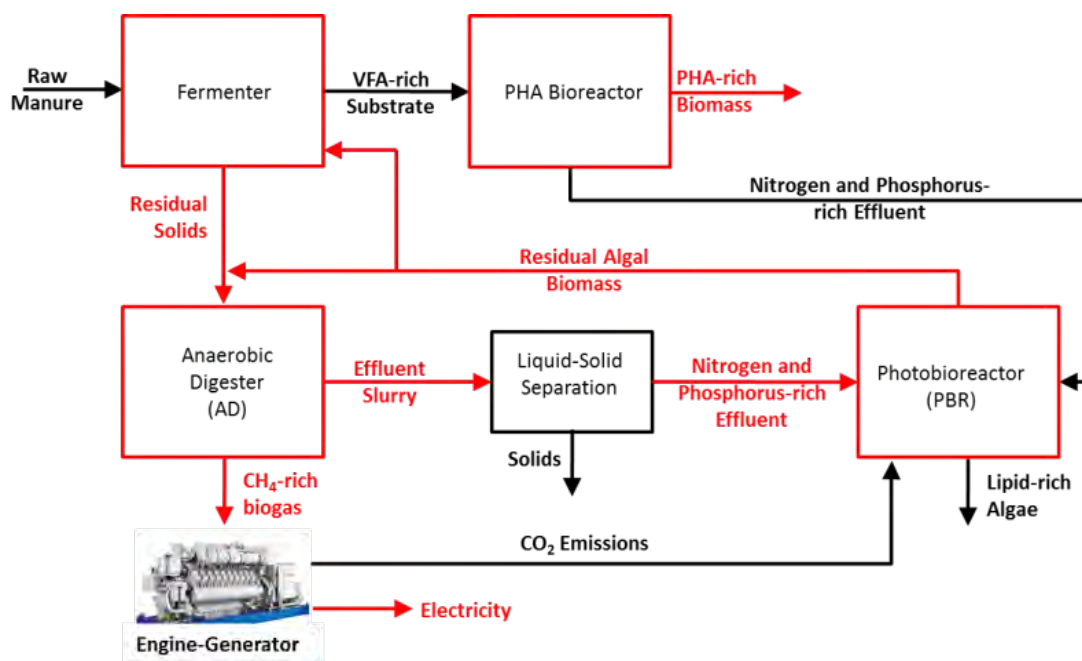 Raw
Manure
Fermenter
VFA-rich
Substrate
PHA Bioreactor
PHA-rich
Biomass
Nitrogen and Phosphorus-
rich Effluent
Residual
Solids
Residual Algal
Biomass
Anaerobic
Digester
(AD)
Effluent
Slurry
Liquid-Solid
Separation
Nitrogen and
Phosphorus-rich
Effluent
Photobioreactor
(PBR)
Solids
CH₄-rich
biogas
Lipid-rich
Algae
CO₂ Emissions
Electricity
Engine-Generator